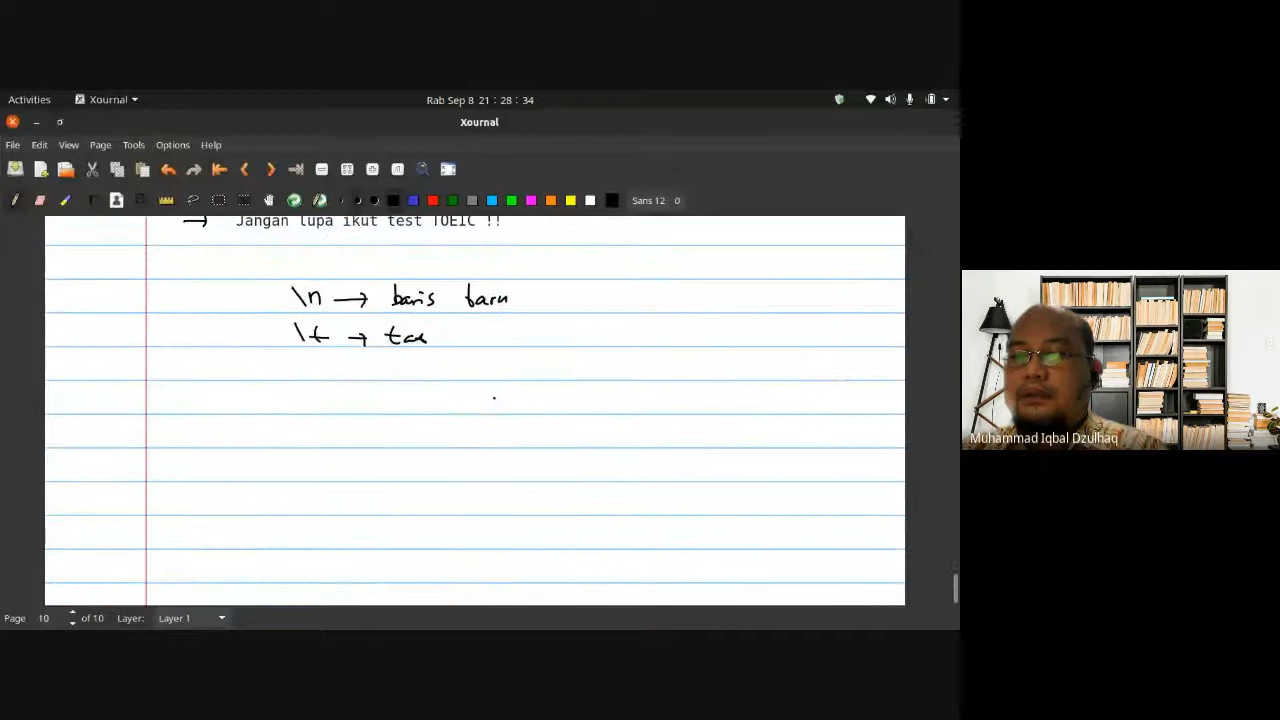 Activities Xournal Rab Sep 8 21 : 28 : 34
Xournal
File Edit View Page Tools Options Help
Sans 12 0
→ Jangan lupa ikut test TOEIC !!
\n → baris baru
\t →
Muhammad Iqbal Dzulhaq
Page 10 of 10 Layer: Layer 1